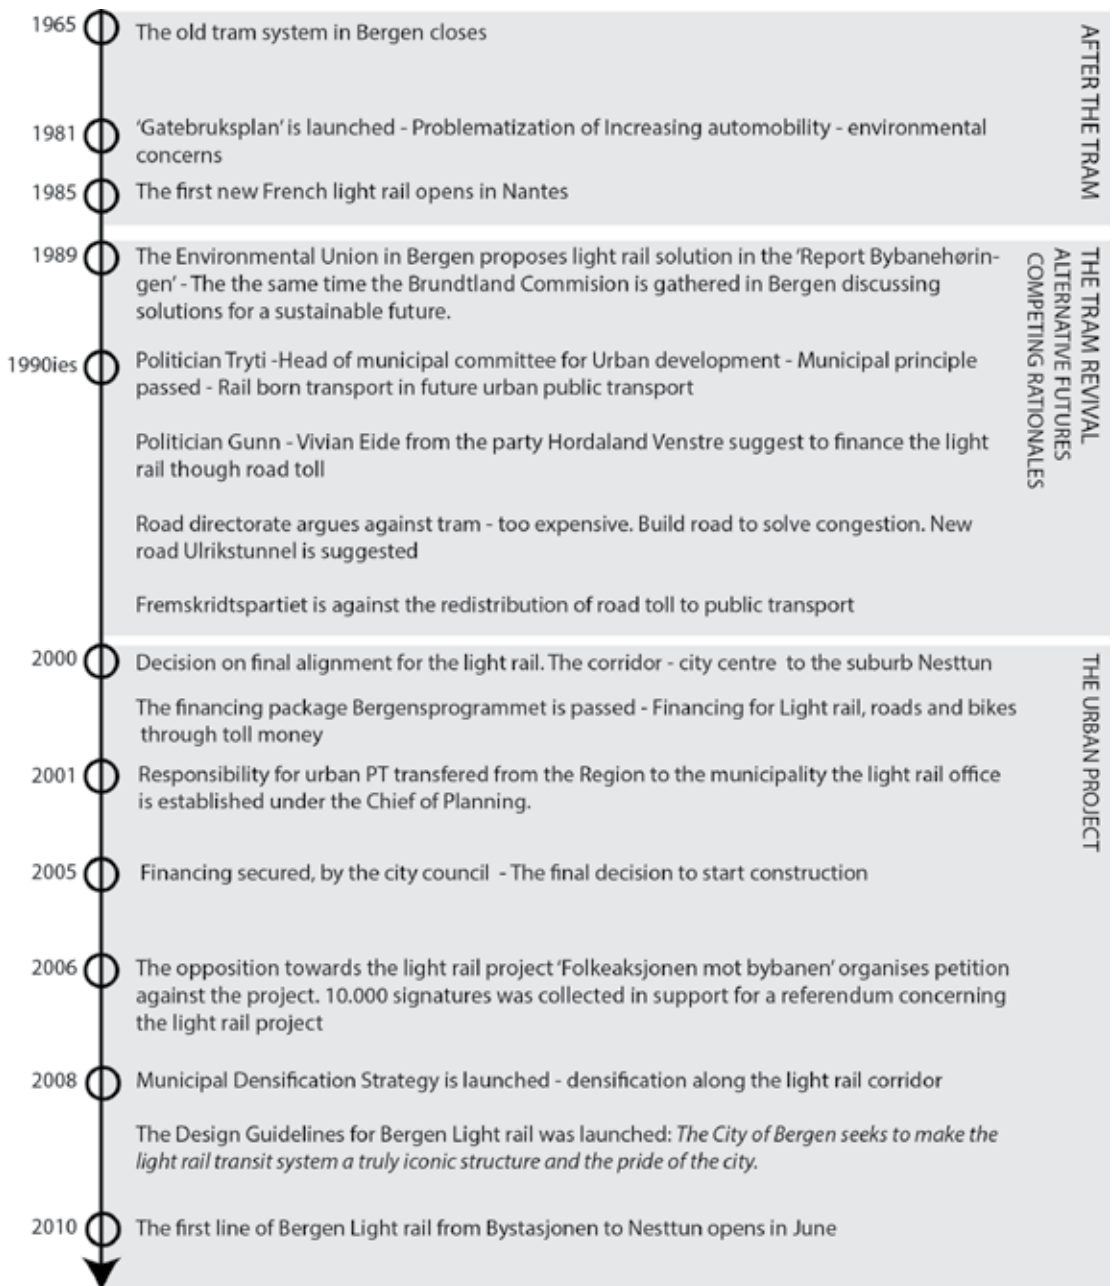 1965
The old tram system in Bergen closes
1981
'Gatebruksplan' is launched - Problematization of Increasing automobility - environmental
concerns
1985
The first new French light rail opens in Nantes
AFTER THE TRAM
1989
The Environmental Union in Bergen proposes light rail solution in the 'Report Bybanehørin-
gen' - The the same time the Brundtland Commision is gathered in Bergen discussing
solutions for a sustainable future.
1990ies
Politician Tryti -Head of municipal committee for Urban development - Municipal principle
passed - Rail born transport in future urban public transport
Politician Gunn - Vivian Eide from the party Hordaland Venstre suggest to finance the light
rail though road toll
Road directorate argues against tram - too expensive. Build road to solve congestion. New
road Ulrikstunnel is suggested
Fremskridtspartiet is against the redistribution of road toll to public transport
THE TRAM REVIVAL
ALTERNATIVE FUTURES
COMPETING RATIONALES
2000
Decision on final alignment for the light rail. The corridor - city centre to the suburb Nesttun
The financing package Bergensprogrammet is passed - Financing for Light rail, roads and bikes
through toll money
2001
Responsibility for urban PT transfered from the Region to the municipality the light rail office
is established under the Chief of Planning.
2005
Financing secured, by the city council - The final decision to start construction
2006
The opposition towards the light rail project 'Folkeaksjonen mot bybanen' organises petition
against the project. 10.000 signatures was collected in support for a referendum concerning
the light rail project
2008
Municipal Densification Strategy is launched - densification along the light rail corridor
The Design Guidelines for Bergen Light rail was launched: The City of Bergen seeks to make the
light rail transit system a truly iconic structure and the pride of the city.
2010
The first line of Bergen Light rail from Bystasjonen to Nesttun opens in June
THE URBAN PROJECT